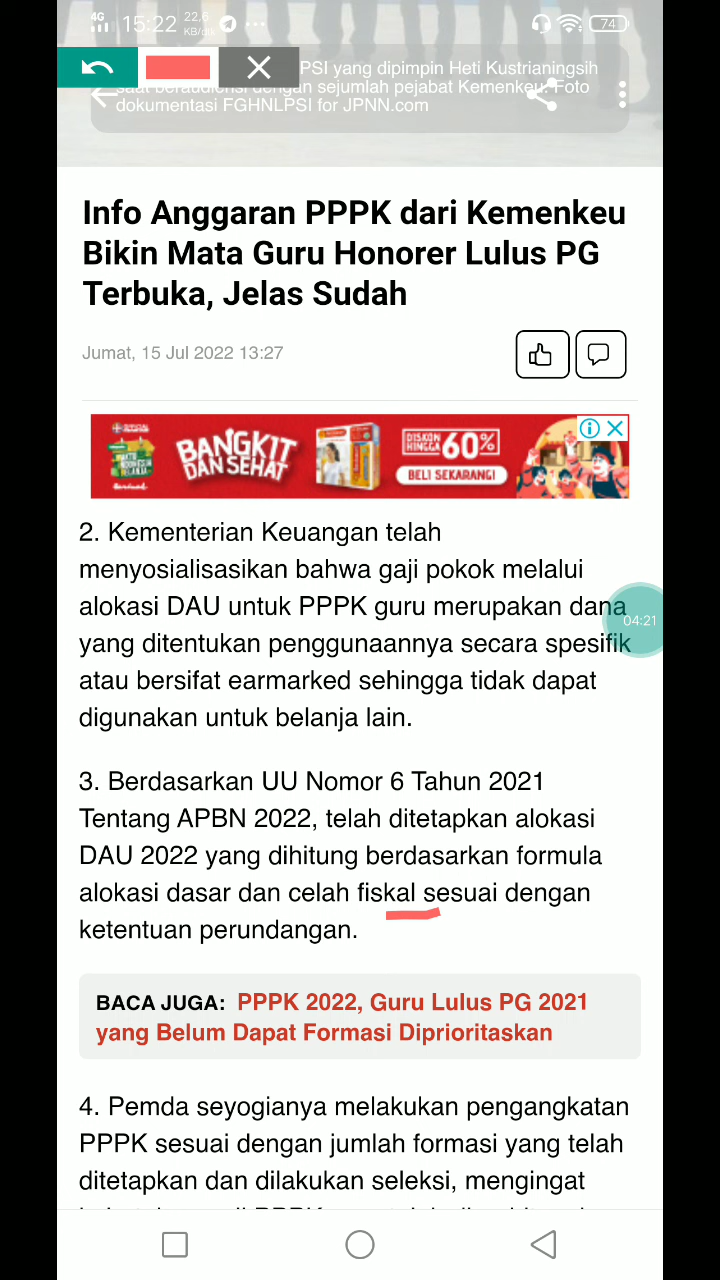 4G 15:22 22,6 KB/dtk 74
PSI yang dipimpin Heti Kustrianingsih
saat beraudiensi dengan sejumlah pejabat Kemenkeu. Foto
dokumentasi FGHNLPSI for JPNN.com
Info Anggaran PPPK dari Kemenkeu
Bikin Mata Guru Honorer Lulus PG
Terbuka, Jelas Sudah
Jumat, 15 Jul 2022 13:27
BANGKIT
DAN SEHAT
DISKON
HINGGA 60%
BELI SEKARANG!
2. Kementerian Keuangan telah
menyosialisasikan bahwa gaji pokok melalui
alokasi DAU untuk PPPK guru merupakan dana
04:21
yang ditentukan penggunaannya secara spesifik
atau bersifat earmarked sehingga tidak dapat
digunakan untuk belanja lain.
3. Berdasarkan UU Nomor 6 Tahun 2021
Tentang APBN 2022, telah ditetapkan alokasi
DAU 2022 yang dihitung berdasarkan formula
alokasi dasar dan celah fiskal sesuai dengan
ketentuan perundangan.
BACA JUGA: PPPK 2022, Guru Lulus PG 2021
yang Belum Dapat Formasi Diprioritaskan
4. Pemda seyogianya melakukan pengangkatan
PPPK sesuai dengan jumlah formasi yang telah
ditetapkan dan dilakukan seleksi, mengingat